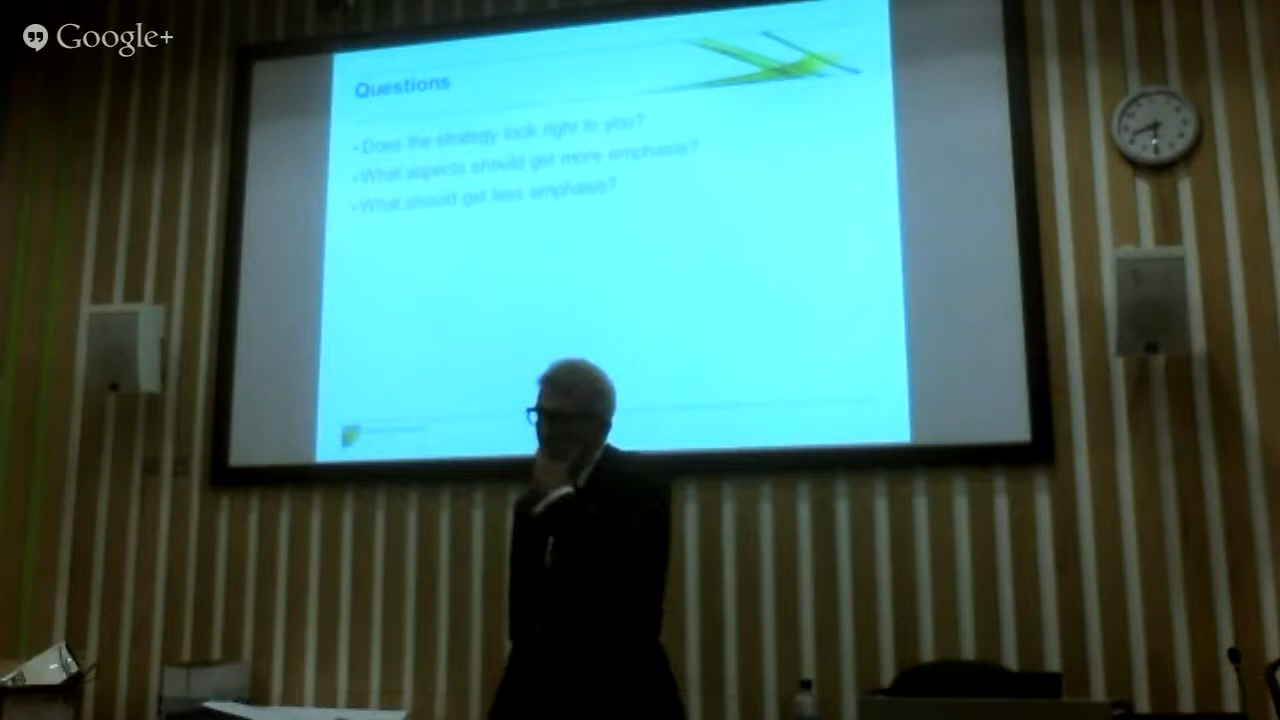 Google+
Questions
• Does the strategy look right to you?
• What aspects should get more emphasis?
• What should get less emphasis?